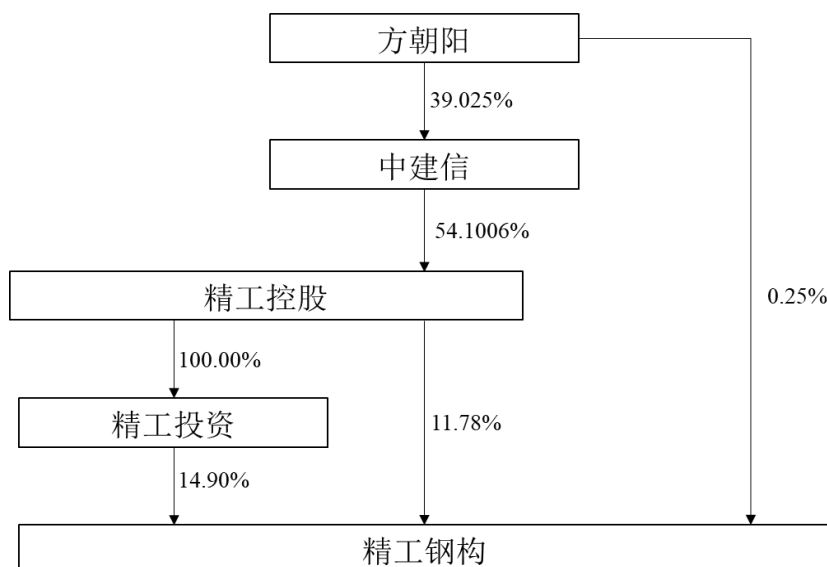 方朝阳
39.025%
中建信
54.1006%
精工控股
0.25%
100.00%
精工投资
11.78%
14.90%
精工钢构